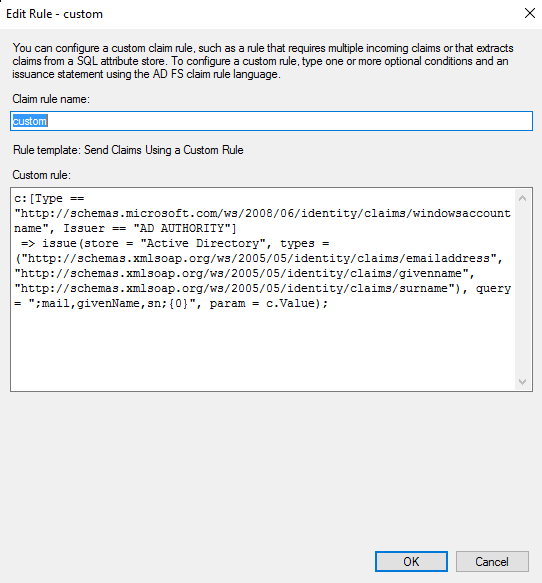 Edit Rule - custom
You can configure a custom claim rule, such as a rule that requires multiple incoming claims or that extracts
claims from a SQL attribute store. To configure a custom rule, type one or more optional conditions and an
issuance statement using the AD FS claim rule language.
Claim rule name:
custom
Rule template: Send Claims Using a Custom Rule
Custom rule:
c:[Type ==
"http://schemas.microsoft.com/ws/2008/06/identity/claims/windowsaccount
name", Issuer == "AD AUTHORITY"]
 => issue(store = "Active Directory", types =
("http://schemas.xmlsoap.org/ws/2005/05/identity/claims/emailaddress",
"http://schemas.xmlsoap.org/ws/2005/05/identity/claims/givenname",
"http://schemas.xmlsoap.org/ws/2005/05/identity/claims/surname"), query
= ";mail,givenName,sn;{0}", param = c.Value);
OK
Cancel